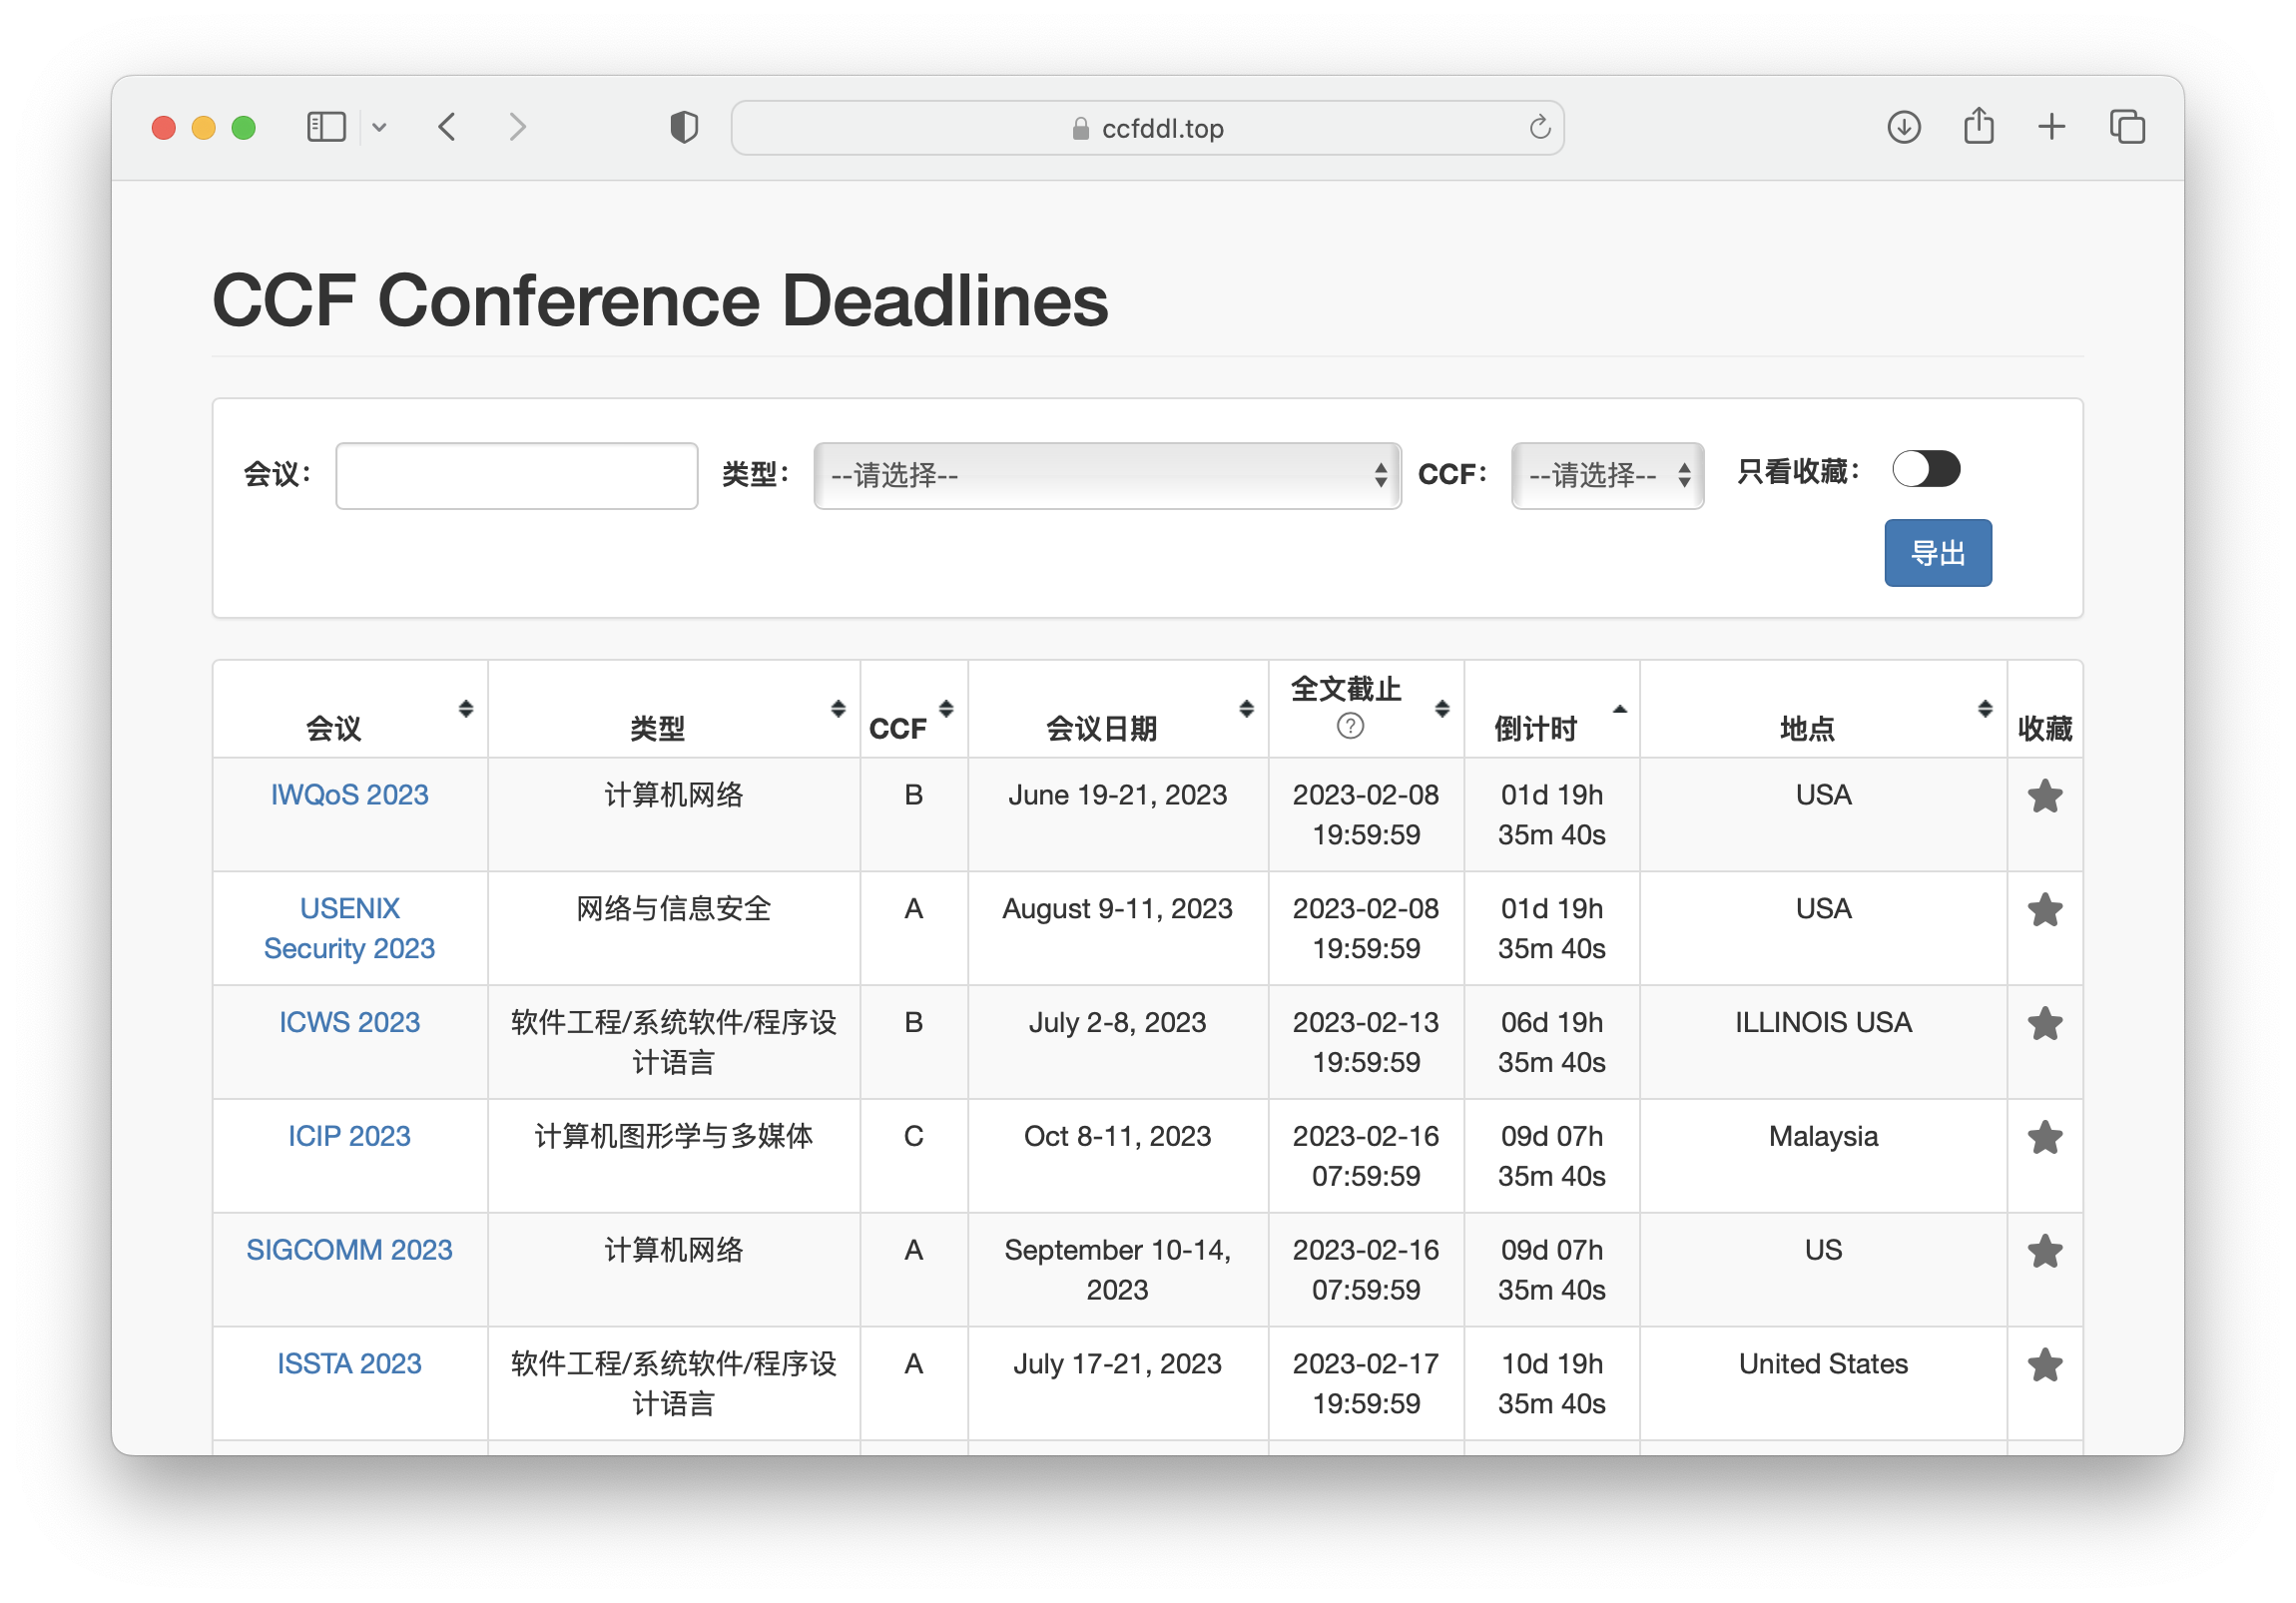 ccfddl.top
CCF Conference Deadlines
会议：
类型：
--请选择--
CCF：
--请选择--
只看收藏：
导出
会议
类型
CCF
会议日期
全文截止
?
倒计时
地点
收藏
IWQoS 2023
计算机网络
B
June 19-21, 2023
2023-02-08
19:59:59
01d 19h
35m 40s
USA
USENIX
Security 2023
网络与信息安全
A
August 9-11, 2023
2023-02-08
19:59:59
01d 19h
35m 40s
USA
ICWS 2023
软件工程/系统软件/程序设
计语言
B
July 2-8, 2023
2023-02-13
19:59:59
06d 19h
35m 40s
ILLINOIS USA
ICIP 2023
计算机图形学与多媒体
C
Oct 8-11, 2023
2023-02-16
07:59:59
09d 07h
35m 40s
Malaysia
SIGCOMM 2023
计算机网络
A
September 10-14,
2023
2023-02-16
07:59:59
09d 07h
35m 40s
US
ISSTA 2023
软件工程/系统软件/程序设
计语言
A
July 17-21, 2023
2023-02-17
19:59:59
10d 19h
35m 40s
United States